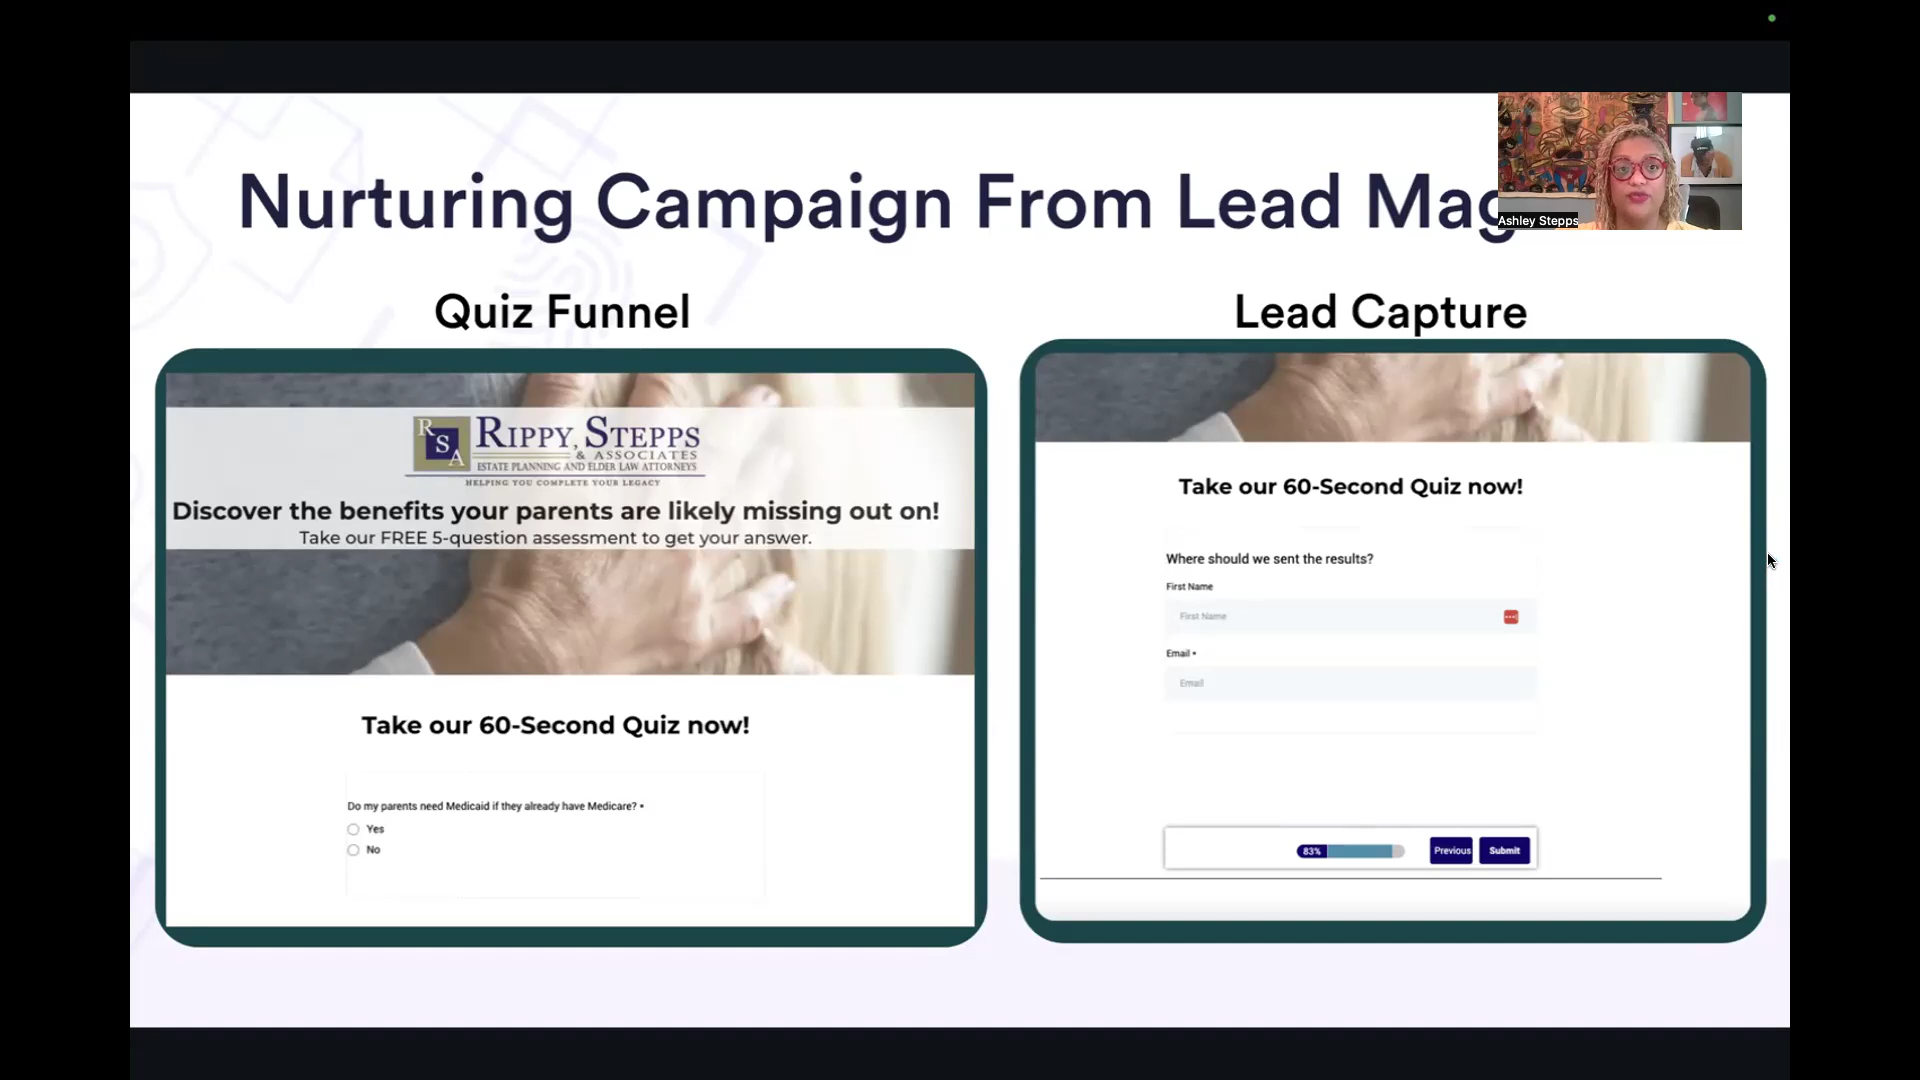 Nurturing Campaign From Lead Mag
Ashley Stepps
Quiz Funnel
RSA
RIPPY, STEPPS
& ASSOCIATES
ESTATE PLANNING AND ELDER LAW ATTORNEYS
HELPING YOU COMPLETE YOUR LEGACY
Discover the benefits your parents are likely missing out on!
Take our FREE 5-question assessment to get your answer.
Take our 60-Second Quiz now!
Do my parents need Medicaid if they already have Medicare? •
Yes
No
Lead Capture
Take our 60-Second Quiz now!
Where should we sent the results?
First Name
First Name
Email •
Email
83%
Previous
Submit